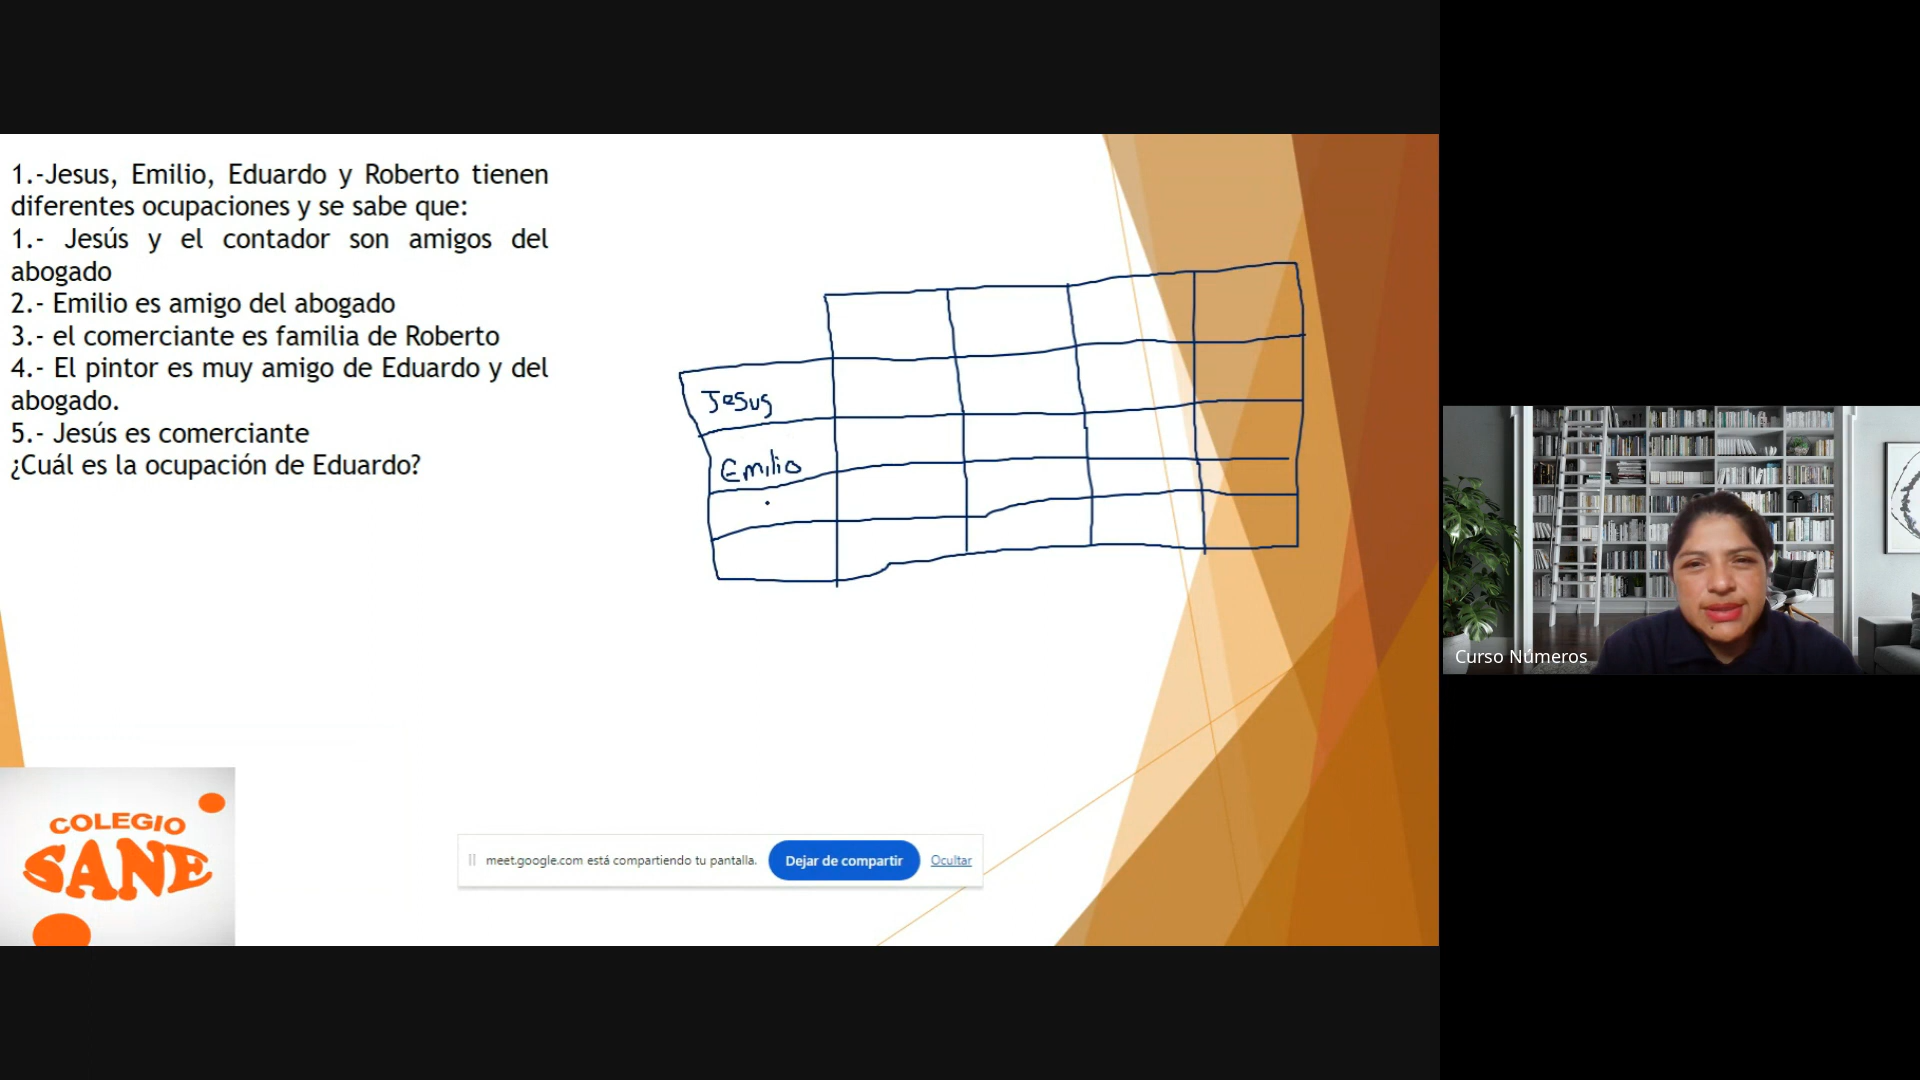 1.-Jesus, Emilio, Eduardo y Roberto tienen
diferentes ocupaciones y se sabe que:
1.- Jesús y el contador son amigos del
abogado
2.- Emilio es amigo del abogado
3.- el comerciante es familia de Roberto
4.- El pintor es muy amigo de Eduardo y del
abogado.
5.- Jesús es comerciante
¿Cuál es la ocupación de Eduardo?
Jesus
Emilio
COLEGIO
SANE
meet.google.com está compartiendo tu pantalla.
Dejar de compartir
Ocultar
Curso Números